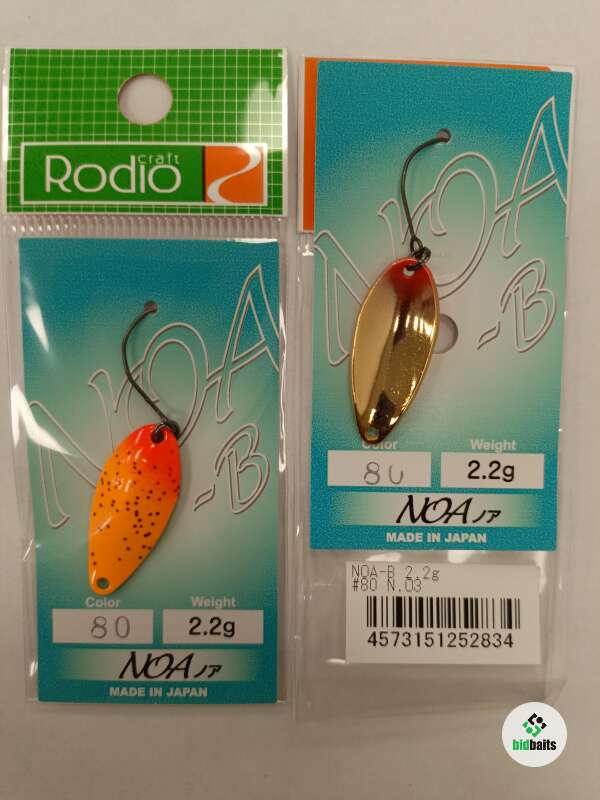 craft
Rodio
NOA
-B
Color
Weight
80
2.2g
NOAノア
MADE IN JAPAN
NOA
-B
Color
Weight
80
2.2g
NOAノア
MADE IN JAPAN
NOA-B 2.2g
#80 N.03
4573151252834
bidbaits